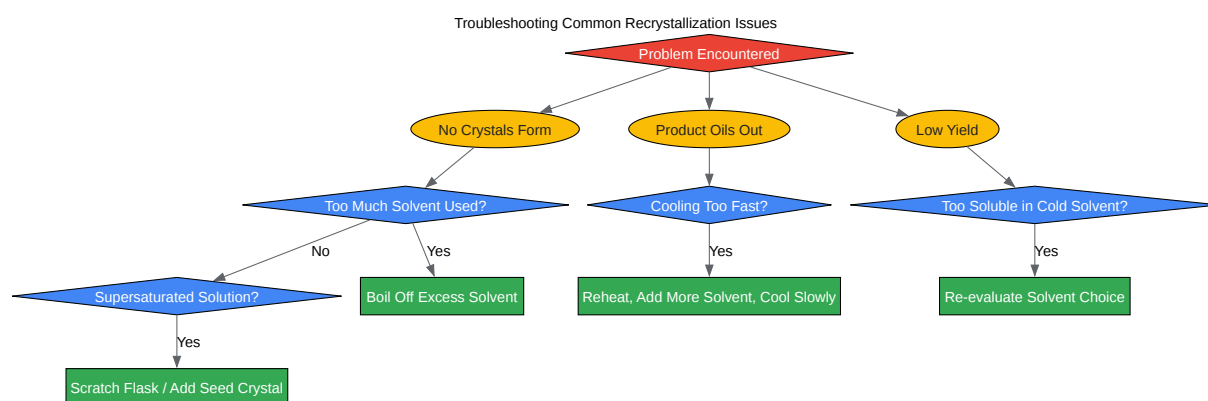 Troubleshooting Common Recrystallization Issues
Problem Encountered
No Crystals Form
Product Oils Out
Low Yield
Too Much Solvent Used?
Cooling Too Fast?
Too Soluble in Cold Solvent?
No
Yes
Yes
Yes
Supersaturated Solution?
Boil Off Excess Solvent
Reheat, Add More Solvent, Cool Slowly
Re-evaluate Solvent Choice
Yes
Scratch Flask / Add Seed Crystal